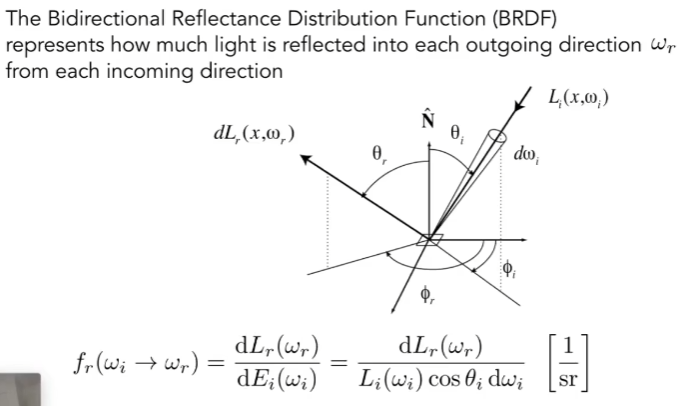 The Bidirectional Reflectance Distribution Function (BRDF)
represents how much light is reflected into each outgoing direction ωr
from each incoming direction
Li(x,ωi)
dLr(x,ωr)
N̂
θi
θr
dωi
ϕi
ϕr
fr(ωi → ωr) = dLr(ωr) / dEi(ωi) = dLr(ωr) / Li(ωi) cos θi dωi [1/sr]